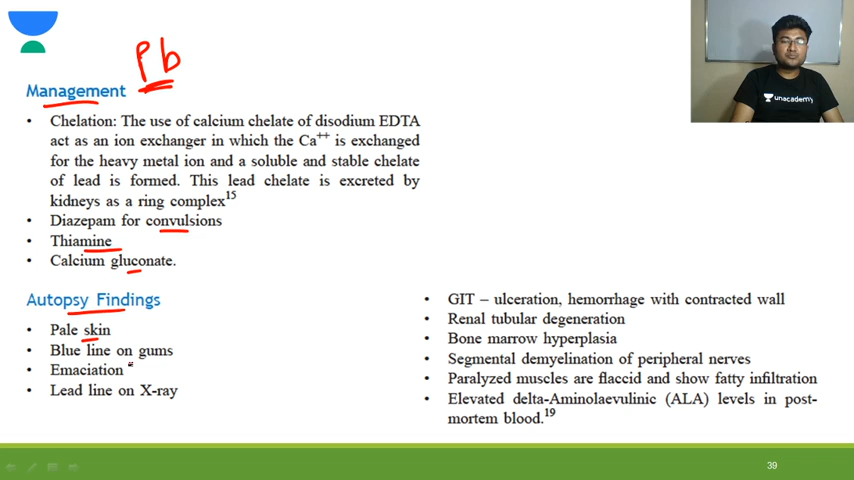 Pb
unacademy
Management
• Chelation: The use of calcium chelate of disodium EDTA
act as an ion exchanger in which the Ca++ is exchanged
for the heavy metal ion and a soluble and stable chelate
of lead is formed. This lead chelate is excreted by
kidneys as a ring complex15
• Diazepam for convulsions
• Thiamine
• Calcium gluconate.
Autopsy Findings
• Pale skin
• Blue line on gums
• Emaciation
• Lead line on X-ray
• GIT – ulceration, hemorrhage with contracted wall
• Renal tubular degeneration
• Bone marrow hyperplasia
• Segmental demyelination of peripheral nerves
• Paralyzed muscles are flaccid and show fatty infiltration
• Elevated delta-Aminolaevulinic (ALA) levels in post-
mortem blood.19
39